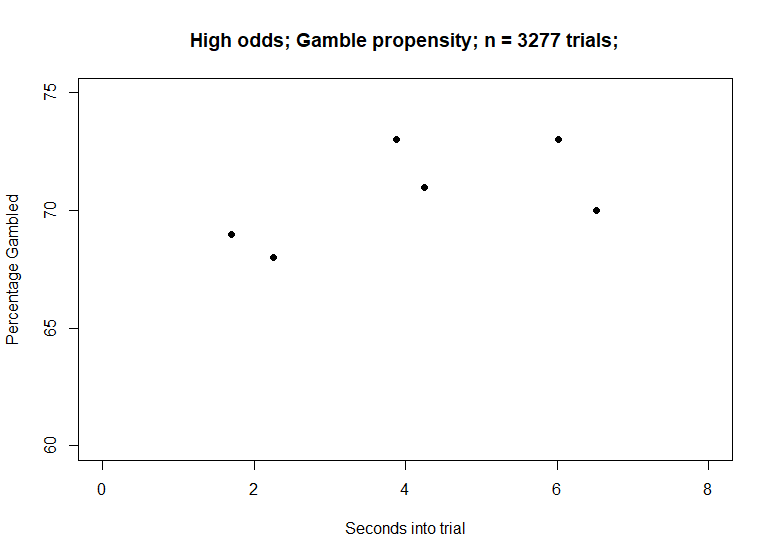 High odds; Gamble propensity; n = 3277 trials;
75
70
65
60
Percentage Gambled
0 2 4 6 8
Seconds into trial